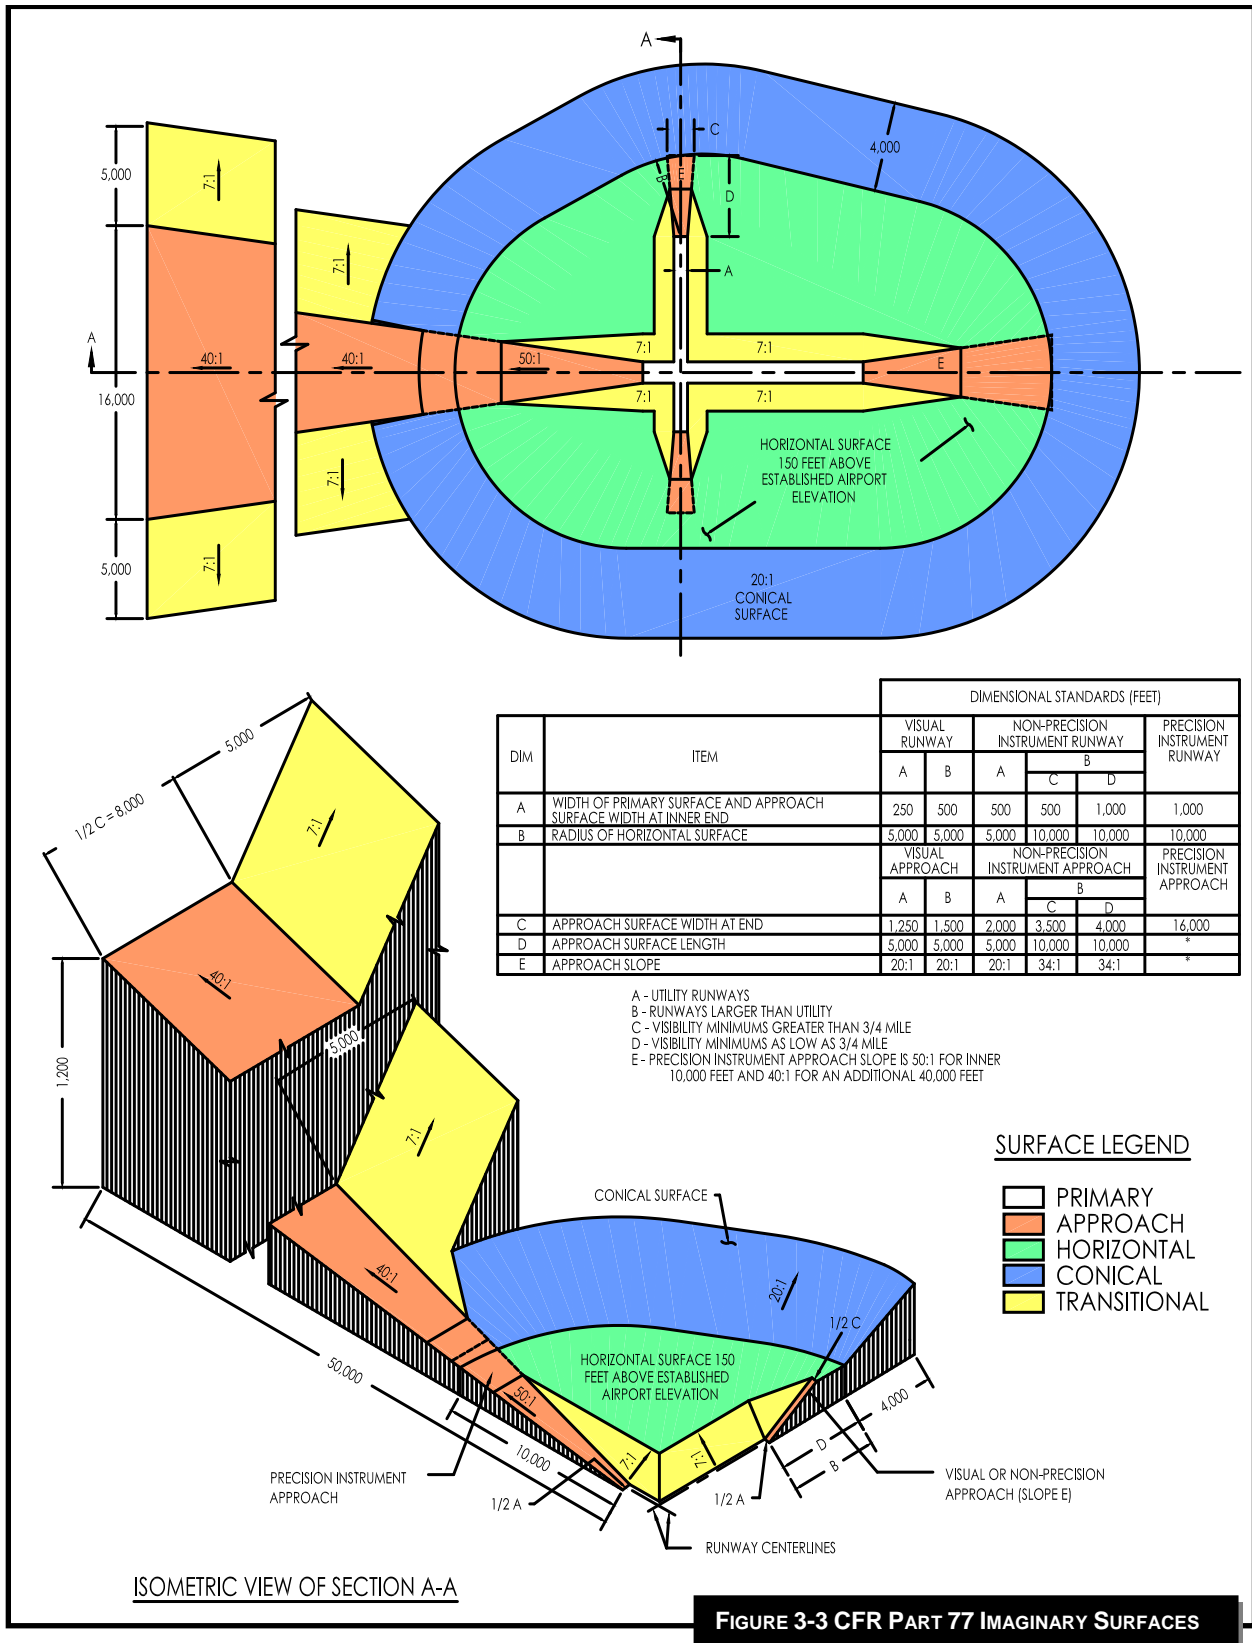 A
C
4,000
5,000
7:1
E
B
D
7:1
A
A
7:1
7:1
40:1
40:1
50:1
E
16,000
7:1
7:1
HORIZONTAL SURFACE
150 FEET ABOVE
ESTABLISHED AIRPORT
ELEVATION
7:1
5,000
7:1
20:1
CONICAL
SURFACE
DIMENSIONAL STANDARDS (FEET)
DIM
ITEM
VISUAL
RUNWAY
NON-PRECISION
INSTRUMENT RUNWAY
PRECISION
INSTRUMENT
RUNWAY
A B A B
C D
A WIDTH OF PRIMARY SURFACE AND APPROACH
SURFACE WIDTH AT INNER END
250 500 500 500 1,000 1,000
B RADIUS OF HORIZONTAL SURFACE 5,000 5,000 5,000 10,000 10,000 10,000
VISUAL
APPROACH
NON-PRECISION
INSTRUMENT APPROACH
PRECISION
INSTRUMENT
APPROACH
A B A B
C D
C APPROACH SURFACE WIDTH AT END 1,250 1,500 2,000 3,500 4,000 16,000
D APPROACH SURFACE LENGTH 5,000 5,000 5,000 10,000 10,000 *
E APPROACH SLOPE 20:1 20:1 20:1 34:1 34:1 *
A - UTILITY RUNWAYS
B - RUNWAYS LARGER THAN UTILITY
C - VISIBILITY MINIMUMS GREATER THAN 3/4 MILE
D - VISIBILITY MINIMUMS AS LOW AS 3/4 MILE
E - PRECISION INSTRUMENT APPROACH SLOPE IS 50:1 FOR INNER
10,000 FEET AND 40:1 FOR AN ADDITIONAL 40,000 FEET
5,000
1/2 C = 8,000
7:1
40:1
5,000
1,200
7:1
CONICAL SURFACE
40:1
20:1
1/2 C
50,000
HORIZONTAL SURFACE 150
FEET ABOVE ESTABLISHED
AIRPORT ELEVATION
50:1
4,000
10,000
7:1
7:1
D
B
PRECISION INSTRUMENT
APPROACH
1/2 A
1/2 A
VISUAL OR NON-PRECISION
APPROACH (SLOPE E)
RUNWAY CENTERLINES
SURFACE LEGEND
PRIMARY
APPROACH
HORIZONTAL
CONICAL
TRANSITIONAL
ISOMETRIC VIEW OF SECTION A-A
FIGURE 3-3 CFR PART 77 IMAGINARY SURFACES